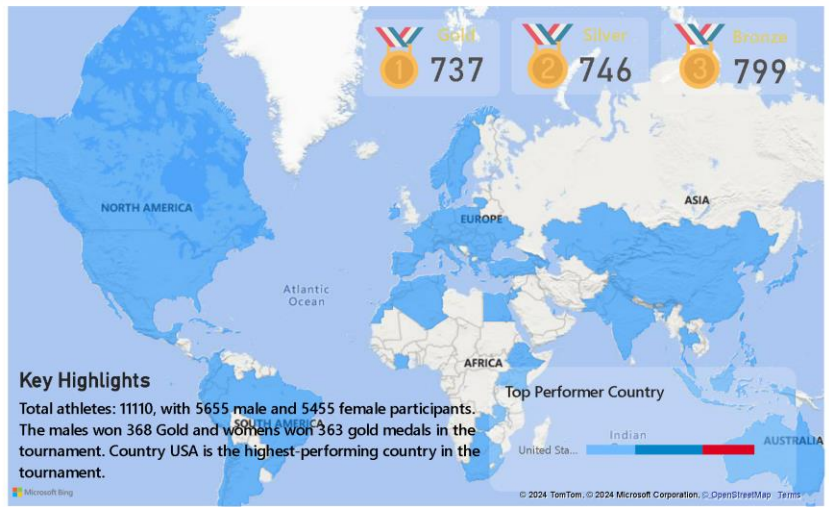 Gold
1
737
Silver
2
746
Bronze
3
799
NORTH AMERICA
ASIA
EUROPE
Atlantic
Ocean
AFRICA
Key Highlights
Total athletes: 11110, with 5655 male and 5455 female participants.
The males won 368 Gold and womens won 363 gold medals in the
SOUTH AMERICA
tournament. Country USA is the highest-performing country in the
tournament.
Top Performer Country
Indian
United Sta...
AUSTRALIA
Microsoft Bing
© 2024 TomTom, © 2024 Microsoft Corporation, © OpenStreetMap Terms